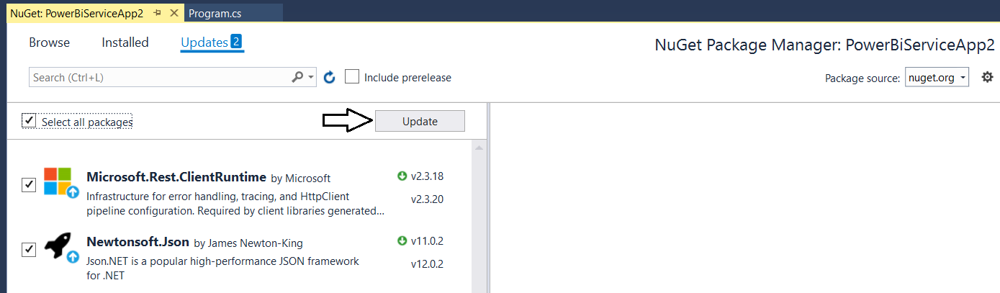 NuGet: PowerBiServiceApp2
Program.cs
Browse
Installed
Updates 2
NuGet Package Manager: PowerBiServiceApp2
Search (Ctrl+L)
Include prerelease
Package source: nuget.org
Select all packages
Update
Microsoft.Rest.ClientRuntime by Microsoft
v2.3.18
Infrastructure for error handling, tracing, and HttpClient
v2.3.20
pipeline configuration. Required by client libraries generated...
Newtonsoft.Json by James Newton-King
v11.0.2
Json.NET is a popular high-performance JSON framework
v12.0.2
for .NET